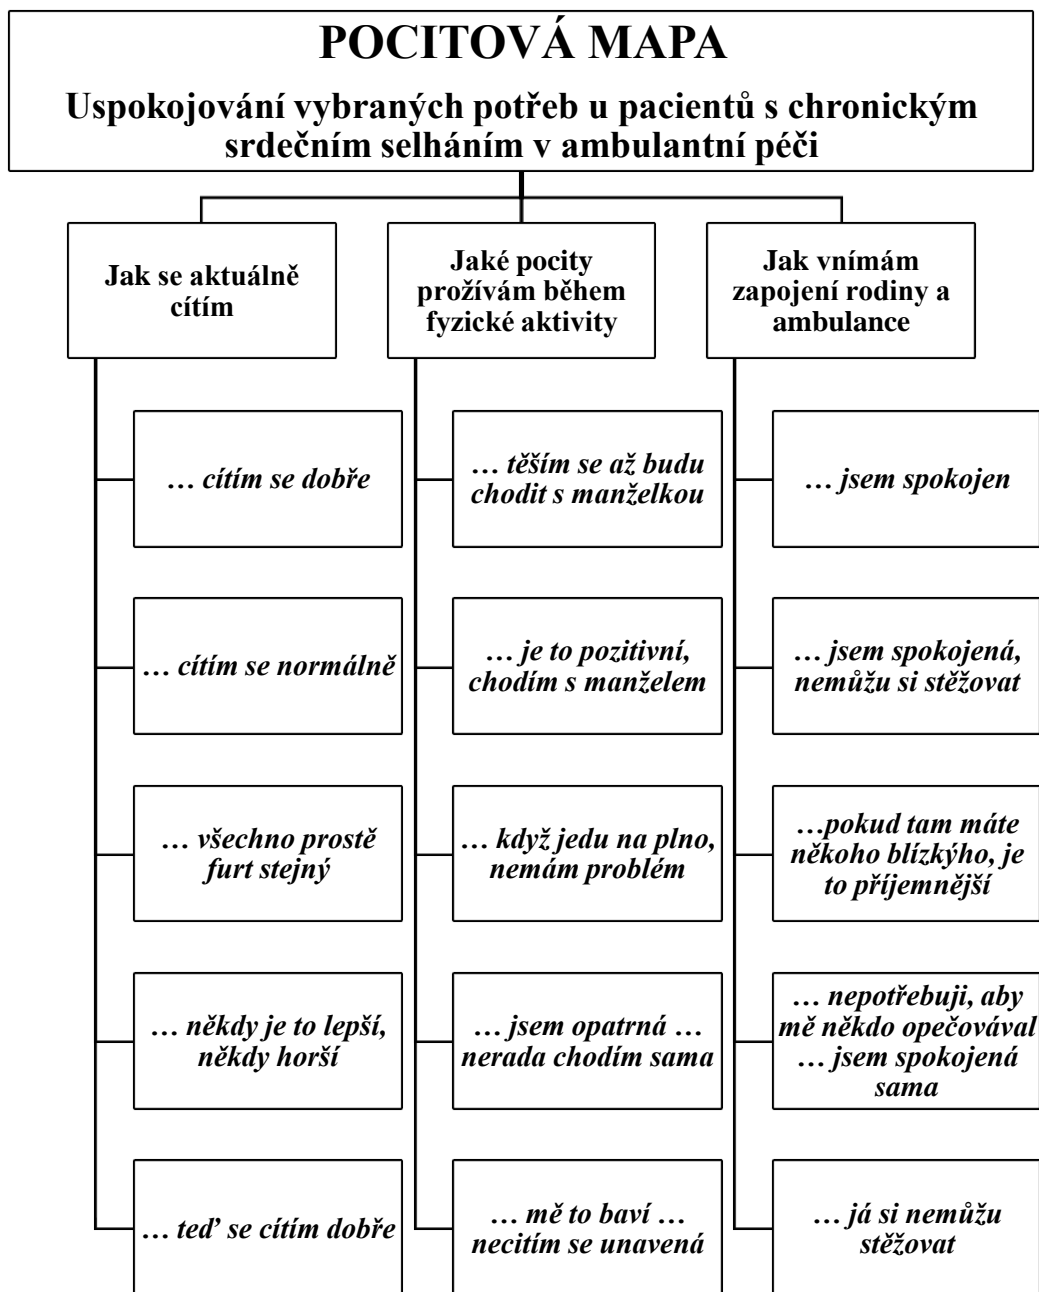 POCITOVÁ MAPA
Uspokojování vybraných potřeb u pacientů s chronickým
srdečním selháním v ambulantní péči
Jak se aktuálně
cítím
… cítím se dobře
… cítím se normálně
… všechno prostě
furt stejný
… někdy je to lepší,
někdy horší
… teď se cítím dobře
Jaké pocity
prožívám během
fyzické aktivity
… těším se až budu
chodit s manželkou
… je to pozitivní,
chodím s manželem
… když jedu na plno,
nemám problém
… jsem opatrná …
nerada chodím sama
… mě to baví …
necitím se unavená
Jak vnímám
zapojení rodiny a
ambulance
… jsem spokojen
… jsem spokojená,
nemůžu si stěžovat
…pokud tam máte
někoho blízkýho, je
to příjemnější
… nepotřebuji, aby
mě někdo opečovával
… jsem spokojená
sama
… já si nemůžu
stěžovat